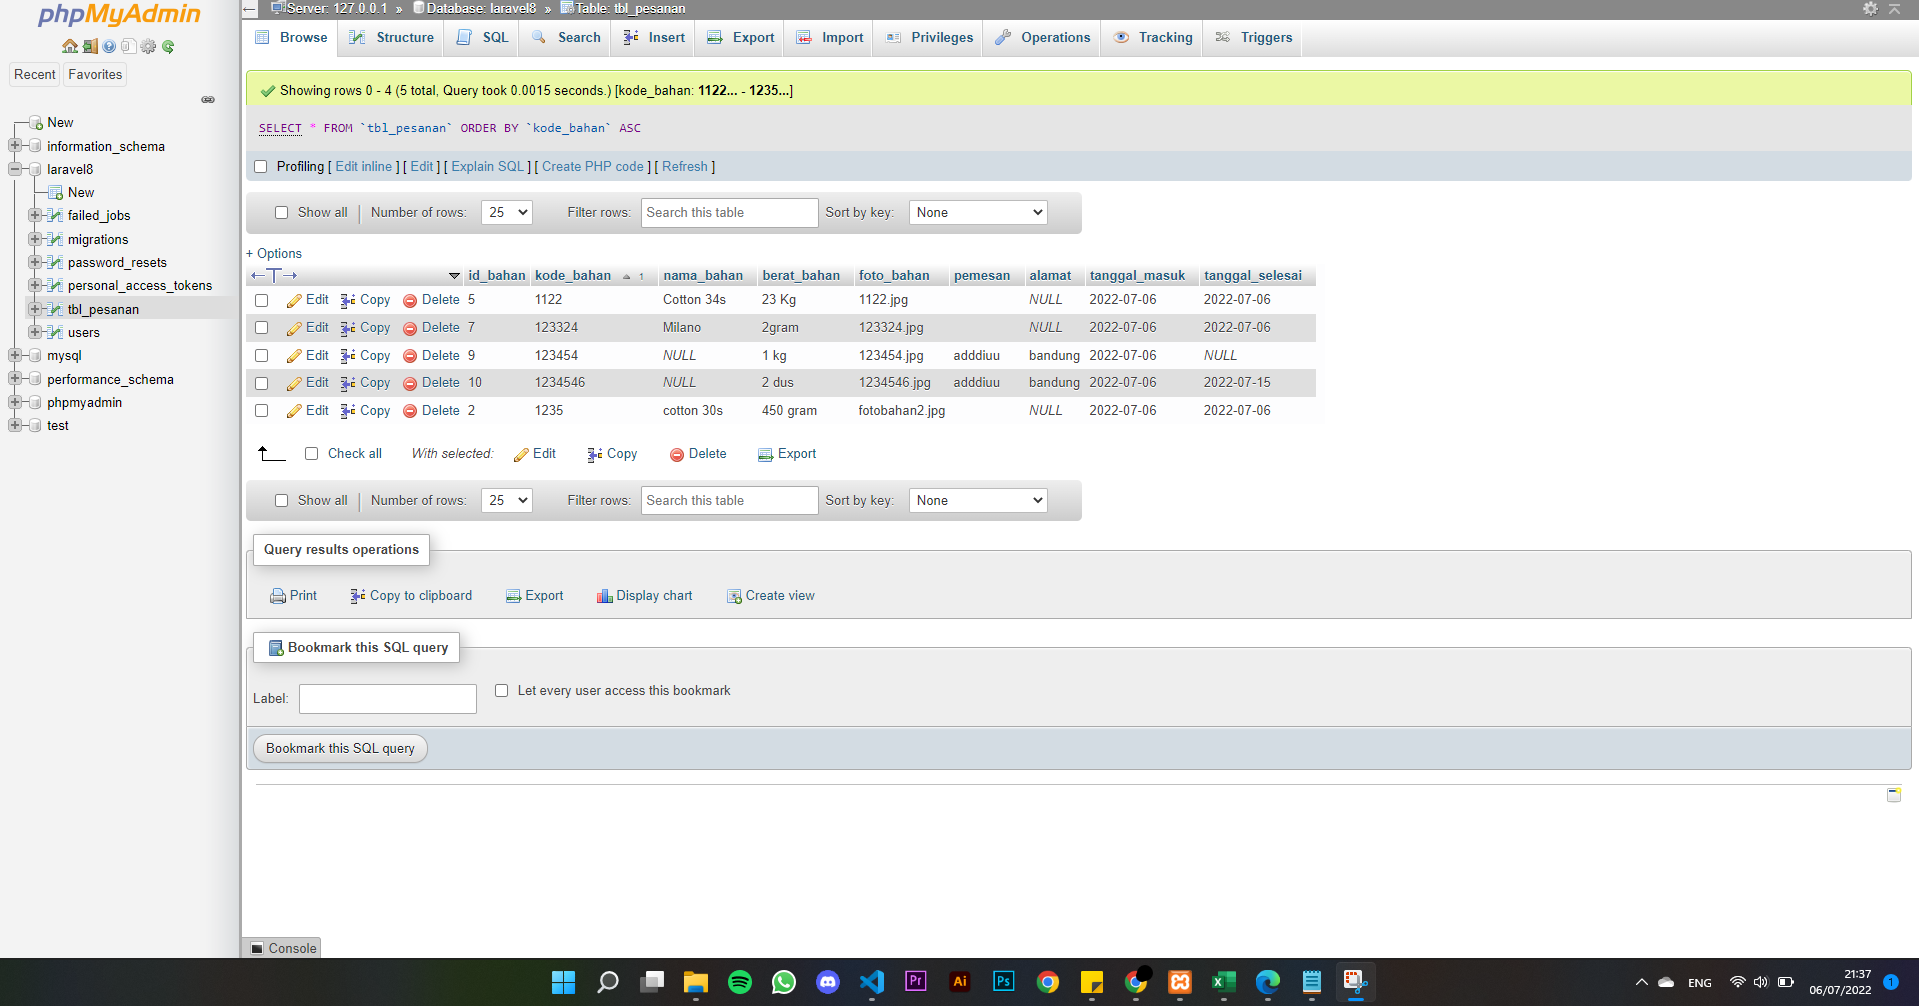 phpMyAdmin
Recent Favorites
New
information_schema
laravel8
New
failed_jobs
migrations
password_resets
personal_access_tokens
tbl_pesanan
users
mysql
performance_schema
phpmyadmin
test
Server: 127.0.0.1 » Database: laravel8 » Table: tbl_pesanan
Browse Structure SQL Search Insert Export Import Privileges Operations Tracking Triggers
Showing rows 0 - 4 (5 total, Query took 0.0015 seconds.) [kode_bahan: 1122... - 1235...]
SELECT * FROM `tbl_pesanan` ORDER BY `kode_bahan` ASC
Profiling [ Edit inline ] [ Edit ] [ Explain SQL ] [ Create PHP code ] [ Refresh ]
Show all Number of rows: 25 Filter rows: Search this table Sort by key: None
+ Options
←T→ id_bahan kode_bahan 1 nama_bahan berat_bahan foto_bahan pemesan alamat tanggal_masuk tanggal_selesai
Edit Copy Delete 5 1122 Cotton 34s 23 Kg 1122.jpg NULL 2022-07-06 2022-07-06
Edit Copy Delete 7 123324 Milano 2gram 123324.jpg NULL 2022-07-06 2022-07-06
Edit Copy Delete 9 123454 NULL 1 kg 123454.jpg adddiuu bandung 2022-07-06 NULL
Edit Copy Delete 10 1234546 NULL 2 dus 1234546.jpg adddiuu bandung 2022-07-06 2022-07-15
Edit Copy Delete 2 1235 cotton 30s 450 gram fotobahan2.jpg NULL 2022-07-06 2022-07-06
Check all With selected: Edit Copy Delete Export
Show all Number of rows: 25 Filter rows: Search this table Sort by key: None
Query results operations
Print Copy to clipboard Export Display chart Create view
Bookmark this SQL query
Label: Let every user access this bookmark
Bookmark this SQL query
Console
Pr Ai Ps
ENG
21:37
06/07/2022
1